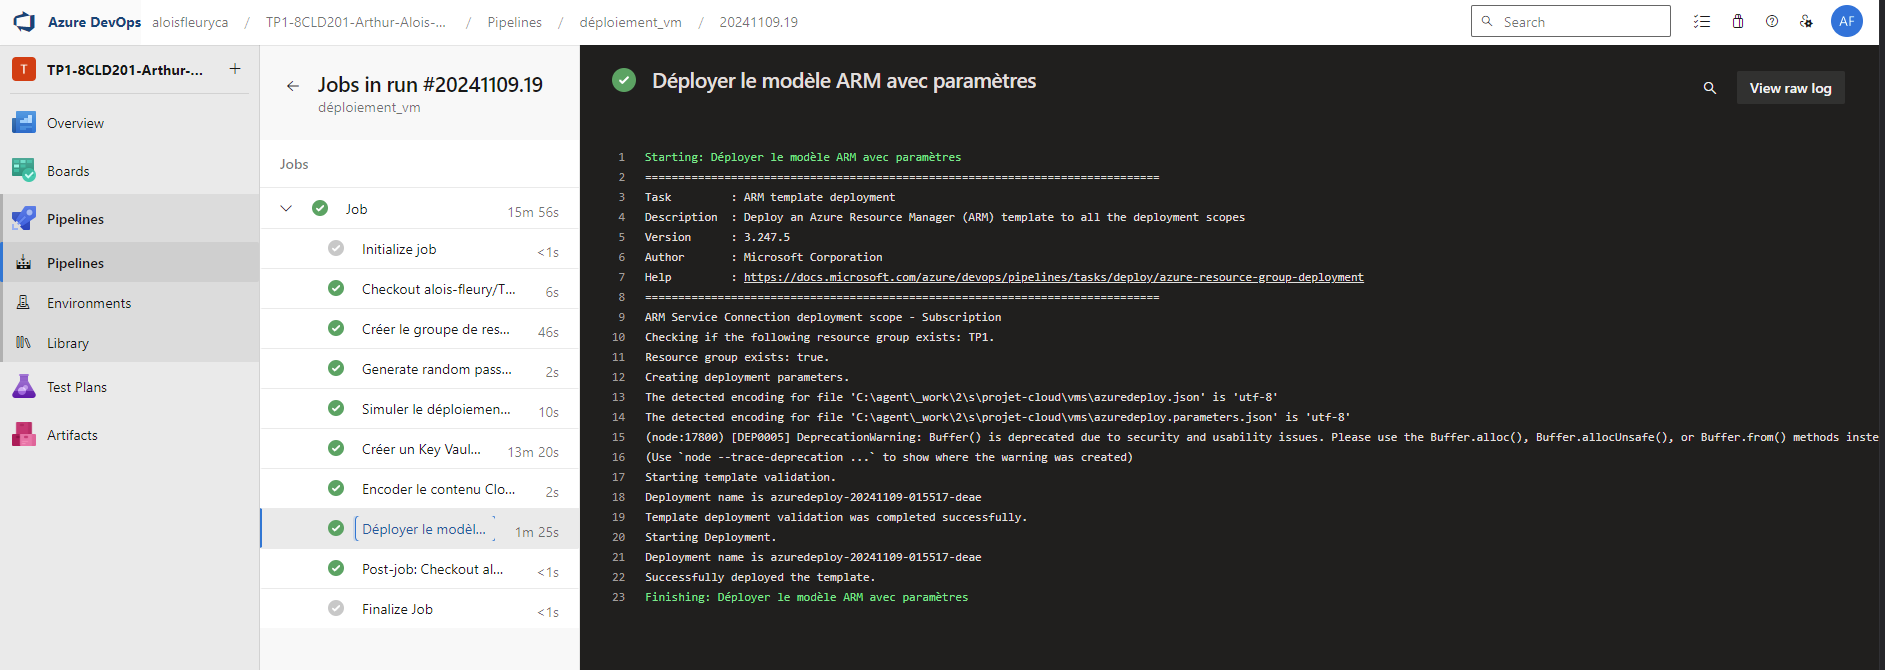 Azure DevOps aloisfleuryca / TP1-8CLD201-Arthur-Alois-... / Pipelines / déploiement_vm / 20241109.19
Search
AF
T TP1-8CLD201-Arthur-... +
Overview
Boards
Pipelines
Pipelines
Environments
Library
Test Plans
Artifacts
Jobs in run #20241109.19
déploiement_vm
Jobs
Job 15m 56s
Initialize job <1s
Checkout alois-fleury/T... 6s
Créer le groupe de res... 46s
Generate random pass... 2s
Simuler le déploiemen... 10s
Créer un Key Vaul... 13m 20s
Encoder le contenu Clo... 2s
Déployer le modèl... 1m 25s
Post-job: Checkout al... <1s
Finalize Job <1s
Déployer le modèle ARM avec paramètres
View raw log
1 Starting: Déployer le modèle ARM avec paramètres
2 ==============================================================================
3 Task : ARM template deployment
4 Description : Deploy an Azure Resource Manager (ARM) template to all the deployment scopes
5 Version : 3.247.5
6 Author : Microsoft Corporation
7 Help : https://docs.microsoft.com/azure/devops/pipelines/tasks/deploy/azure-resource-group-deployment
8 ==============================================================================
9 ARM Service Connection deployment scope - Subscription
10 Checking if the following resource group exists: TP1.
11 Resource group exists: true.
12 Creating deployment parameters.
13 The detected encoding for file 'C:\agent\_work\2\s\projet-cloud\vms\azuredeploy.json' is 'utf-8'
14 The detected encoding for file 'C:\agent\_work\2\s\projet-cloud\vms\azuredeploy.parameters.json' is 'utf-8'
15 (node:17800) [DEP0005] DeprecationWarning: Buffer() is deprecated due to security and usability issues. Please use the Buffer.alloc(), Buffer.allocUnsafe(), or Buffer.from() methods inste
16 (Use `node --trace-deprecation ...` to show where the warning was created)
17 Starting template validation.
18 Deployment name is azuredeploy-20241109-015517-deae
19 Template deployment validation was completed successfully.
20 Starting Deployment.
21 Deployment name is azuredeploy-20241109-015517-deae
22 Successfully deployed the template.
23 Finishing: Déployer le modèle ARM avec paramètres